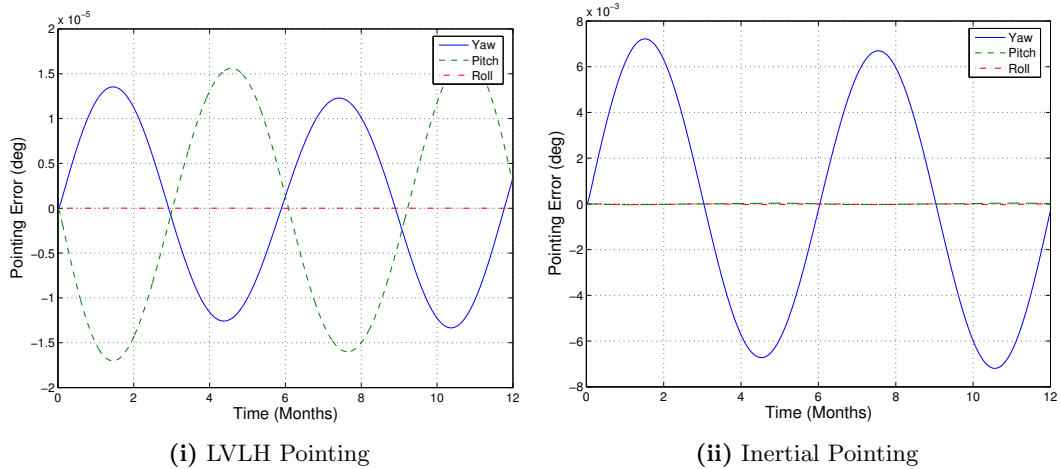 x 10⁻⁵
2
1.5
1
0.5
0
−0.5
−1
−1.5
−2
0 2 4 6 8 10 12
Pointing Error (deg)
Time (Months)
Yaw
Pitch
Roll
(i) LVLH Pointing
x 10⁻³
8
6
4
2
0
−2
−4
−6
−8
0 2 4 6 8 10 12
Pointing Error (deg)
Time (Months)
Yaw
Pitch
Roll
(ii) Inertial Pointing